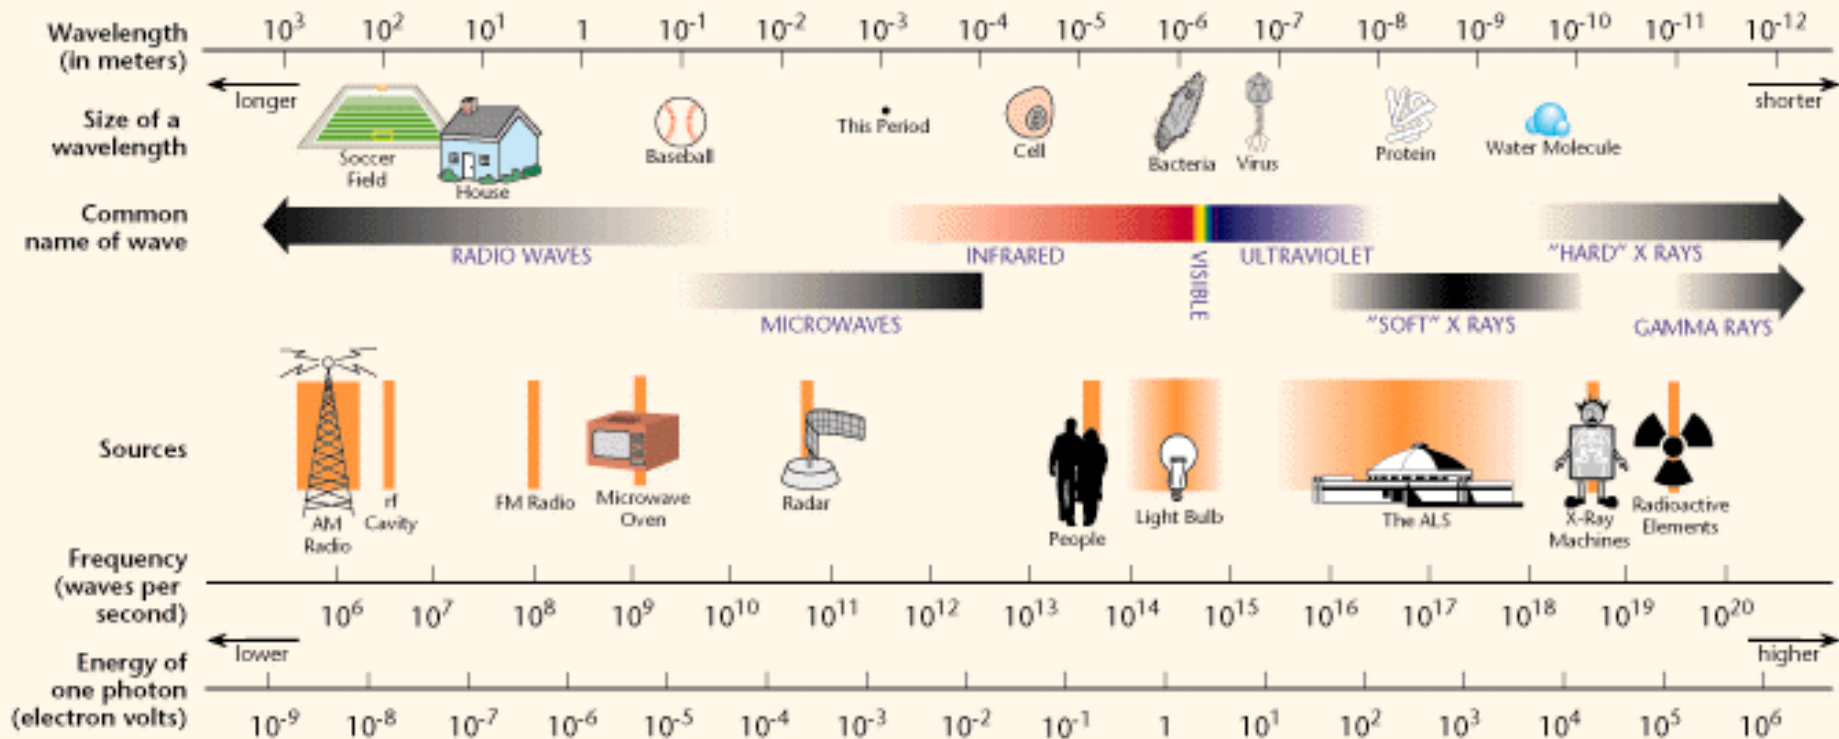 Wavelength
(in meters)
10³ 10² 10¹ 1 10⁻¹ 10⁻² 10⁻³ 10⁻⁴ 10⁻⁵ 10⁻⁶ 10⁻⁷ 10⁻⁸ 10⁻⁹ 10⁻¹⁰ 10⁻¹¹ 10⁻¹²
longer
shorter
Size of a
wavelength
Soccer
Field
House
Baseball
This Period
Cell
Bacteria
Virus
Protein
Water Molecule
Common
name of wave
RADIO WAVES
INFRARED
VISIBLE
ULTRAVIOLET
"HARD" X RAYS
MICROWAVES
"SOFT" X RAYS
GAMMA RAYS
Sources
AM
Radio
rf
Cavity
FM Radio
Microwave
Oven
Radar
People
Light Bulb
The ALS
X-Ray
Machines
Radioactive
Elements
Frequency
(waves per
second)
10⁶ 10⁷ 10⁸ 10⁹ 10¹⁰ 10¹¹ 10¹² 10¹³ 10¹⁴ 10¹⁵ 10¹⁶ 10¹⁷ 10¹⁸ 10¹⁹ 10²⁰
lower
higher
Energy of
one photon
(electron volts)
10⁻⁹ 10⁻⁸ 10⁻⁷ 10⁻⁶ 10⁻⁵ 10⁻⁴ 10⁻³ 10⁻² 10⁻¹ 1 10¹ 10² 10³ 10⁴ 10⁵ 10⁶